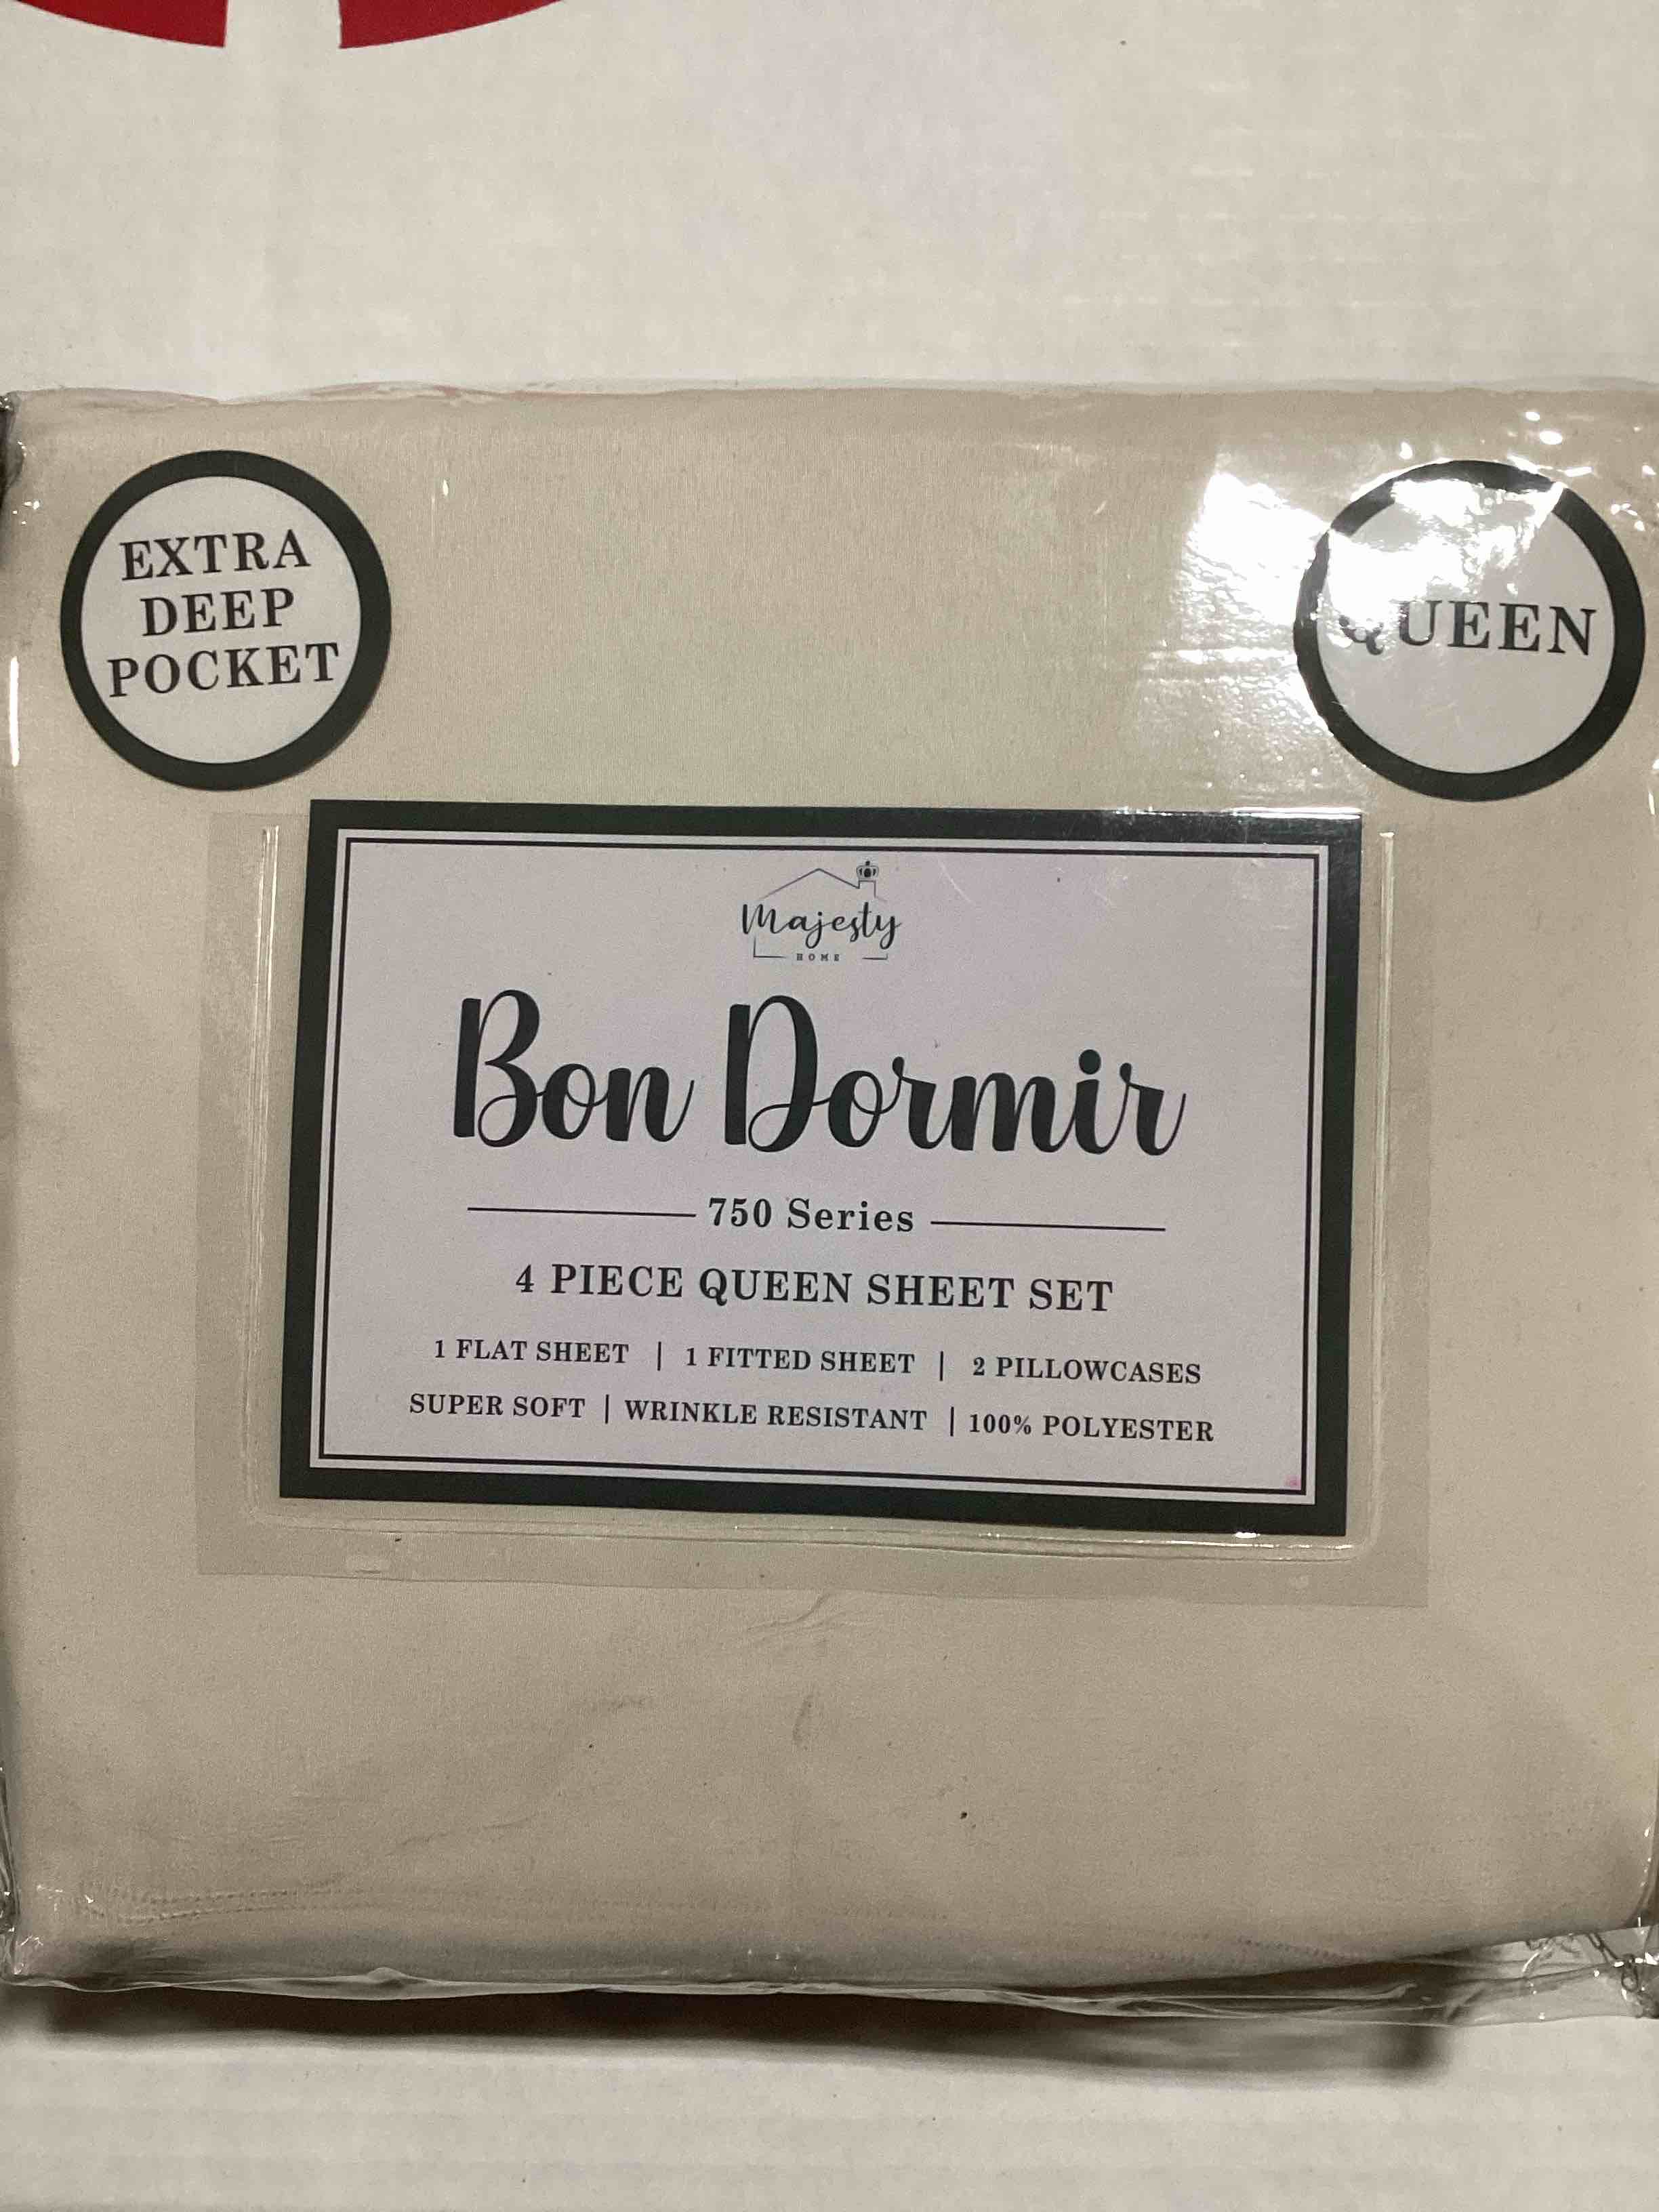 EXTRA
DEEP
POCKET
QUEEN
Majesty
HOME
Bon Dormir
750 Series
4 PIECE QUEEN SHEET SET
1 FLAT SHEET | 1 FITTED SHEET | 2 PILLOWCASES
SUPER SOFT | WRINKLE RESISTANT | 100% POLYESTER